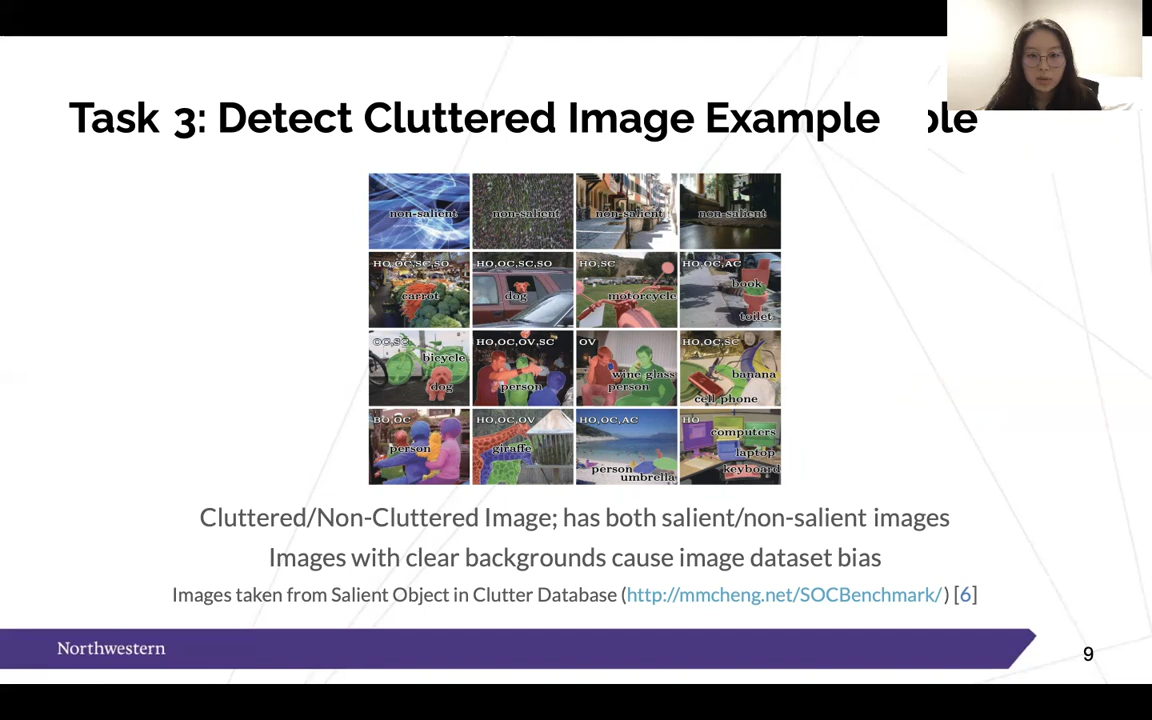 Task 3: Detect Cluttered Image Example ple
non-salient non-salient non-salient non-salient
HO,OC,SC,SO HO,OC,SC,SO HO,SC HO,OC,AC
carrot dog motorcycle book
toilet
OC,SC HO,OC,OV,SC OV HO,OC,SC
bicycle wine glass banana
dog person person cell phone
BO,OC HO,OC,OV HO,OC,AC HO
computers
person giraffe laptop
person keyboard
umbrella
Cluttered/Non-Cluttered Image; has both salient/non-salient images
Images with clear backgrounds cause image dataset bias
Images taken from Salient Object in Clutter Database (http://mmcheng.net/SOCBenchmark/) [6]
Northwestern
9